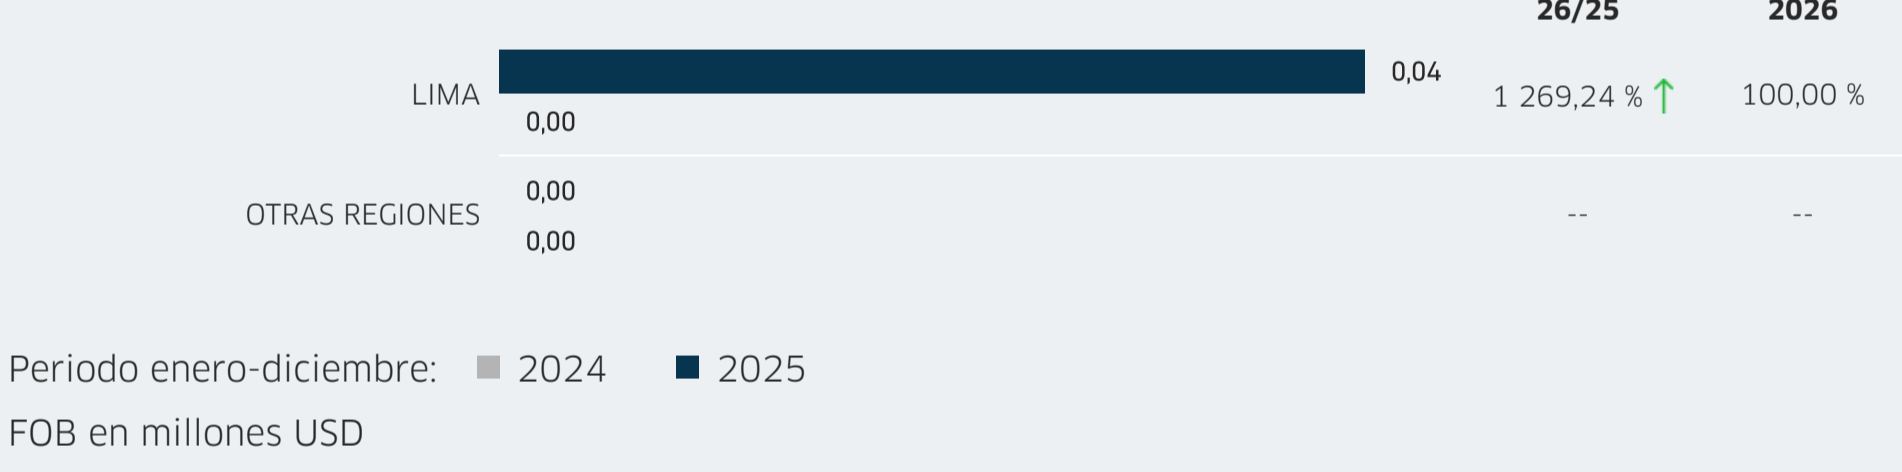 26/25 2026
0,04
LIMA 1 269,24 % ↑ 100,00 %
0,00
0,00
OTRAS REGIONES -- --
0,00
Periodo enero-diciembre: 2024 2025
FOB en millones USD